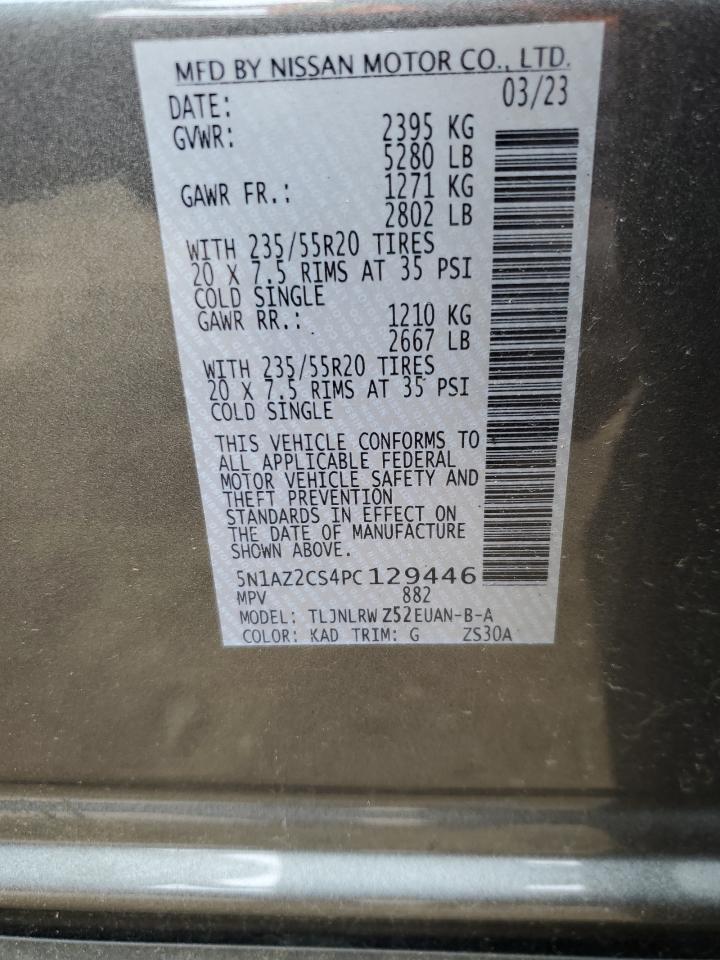 MFD BY NISSAN MOTOR CO., LTD.
DATE: 03/23
GVWR: 2395 KG
5280 LB
GAWR FR.: 1271 KG
2802 LB
WITH 235/55R20 TIRES
20 X 7.5 RIMS AT 35 PSI
COLD SINGLE
GAWR RR.: 1210 KG
2667 LB
WITH 235/55R20 TIRES
20 X 7.5 RIMS AT 35 PSI
COLD SINGLE
THIS VEHICLE CONFORMS TO
ALL APPLICABLE FEDERAL
MOTOR VEHICLE SAFETY AND
THEFT PREVENTION
STANDARDS IN EFFECT ON
THE DATE OF MANUFACTURE
SHOWN ABOVE.
5N1AZ2CS4PC129446
MPV 882
MODEL: TLJNLRW Z52EUAN-B-A
COLOR: KAD TRIM: G ZS30A